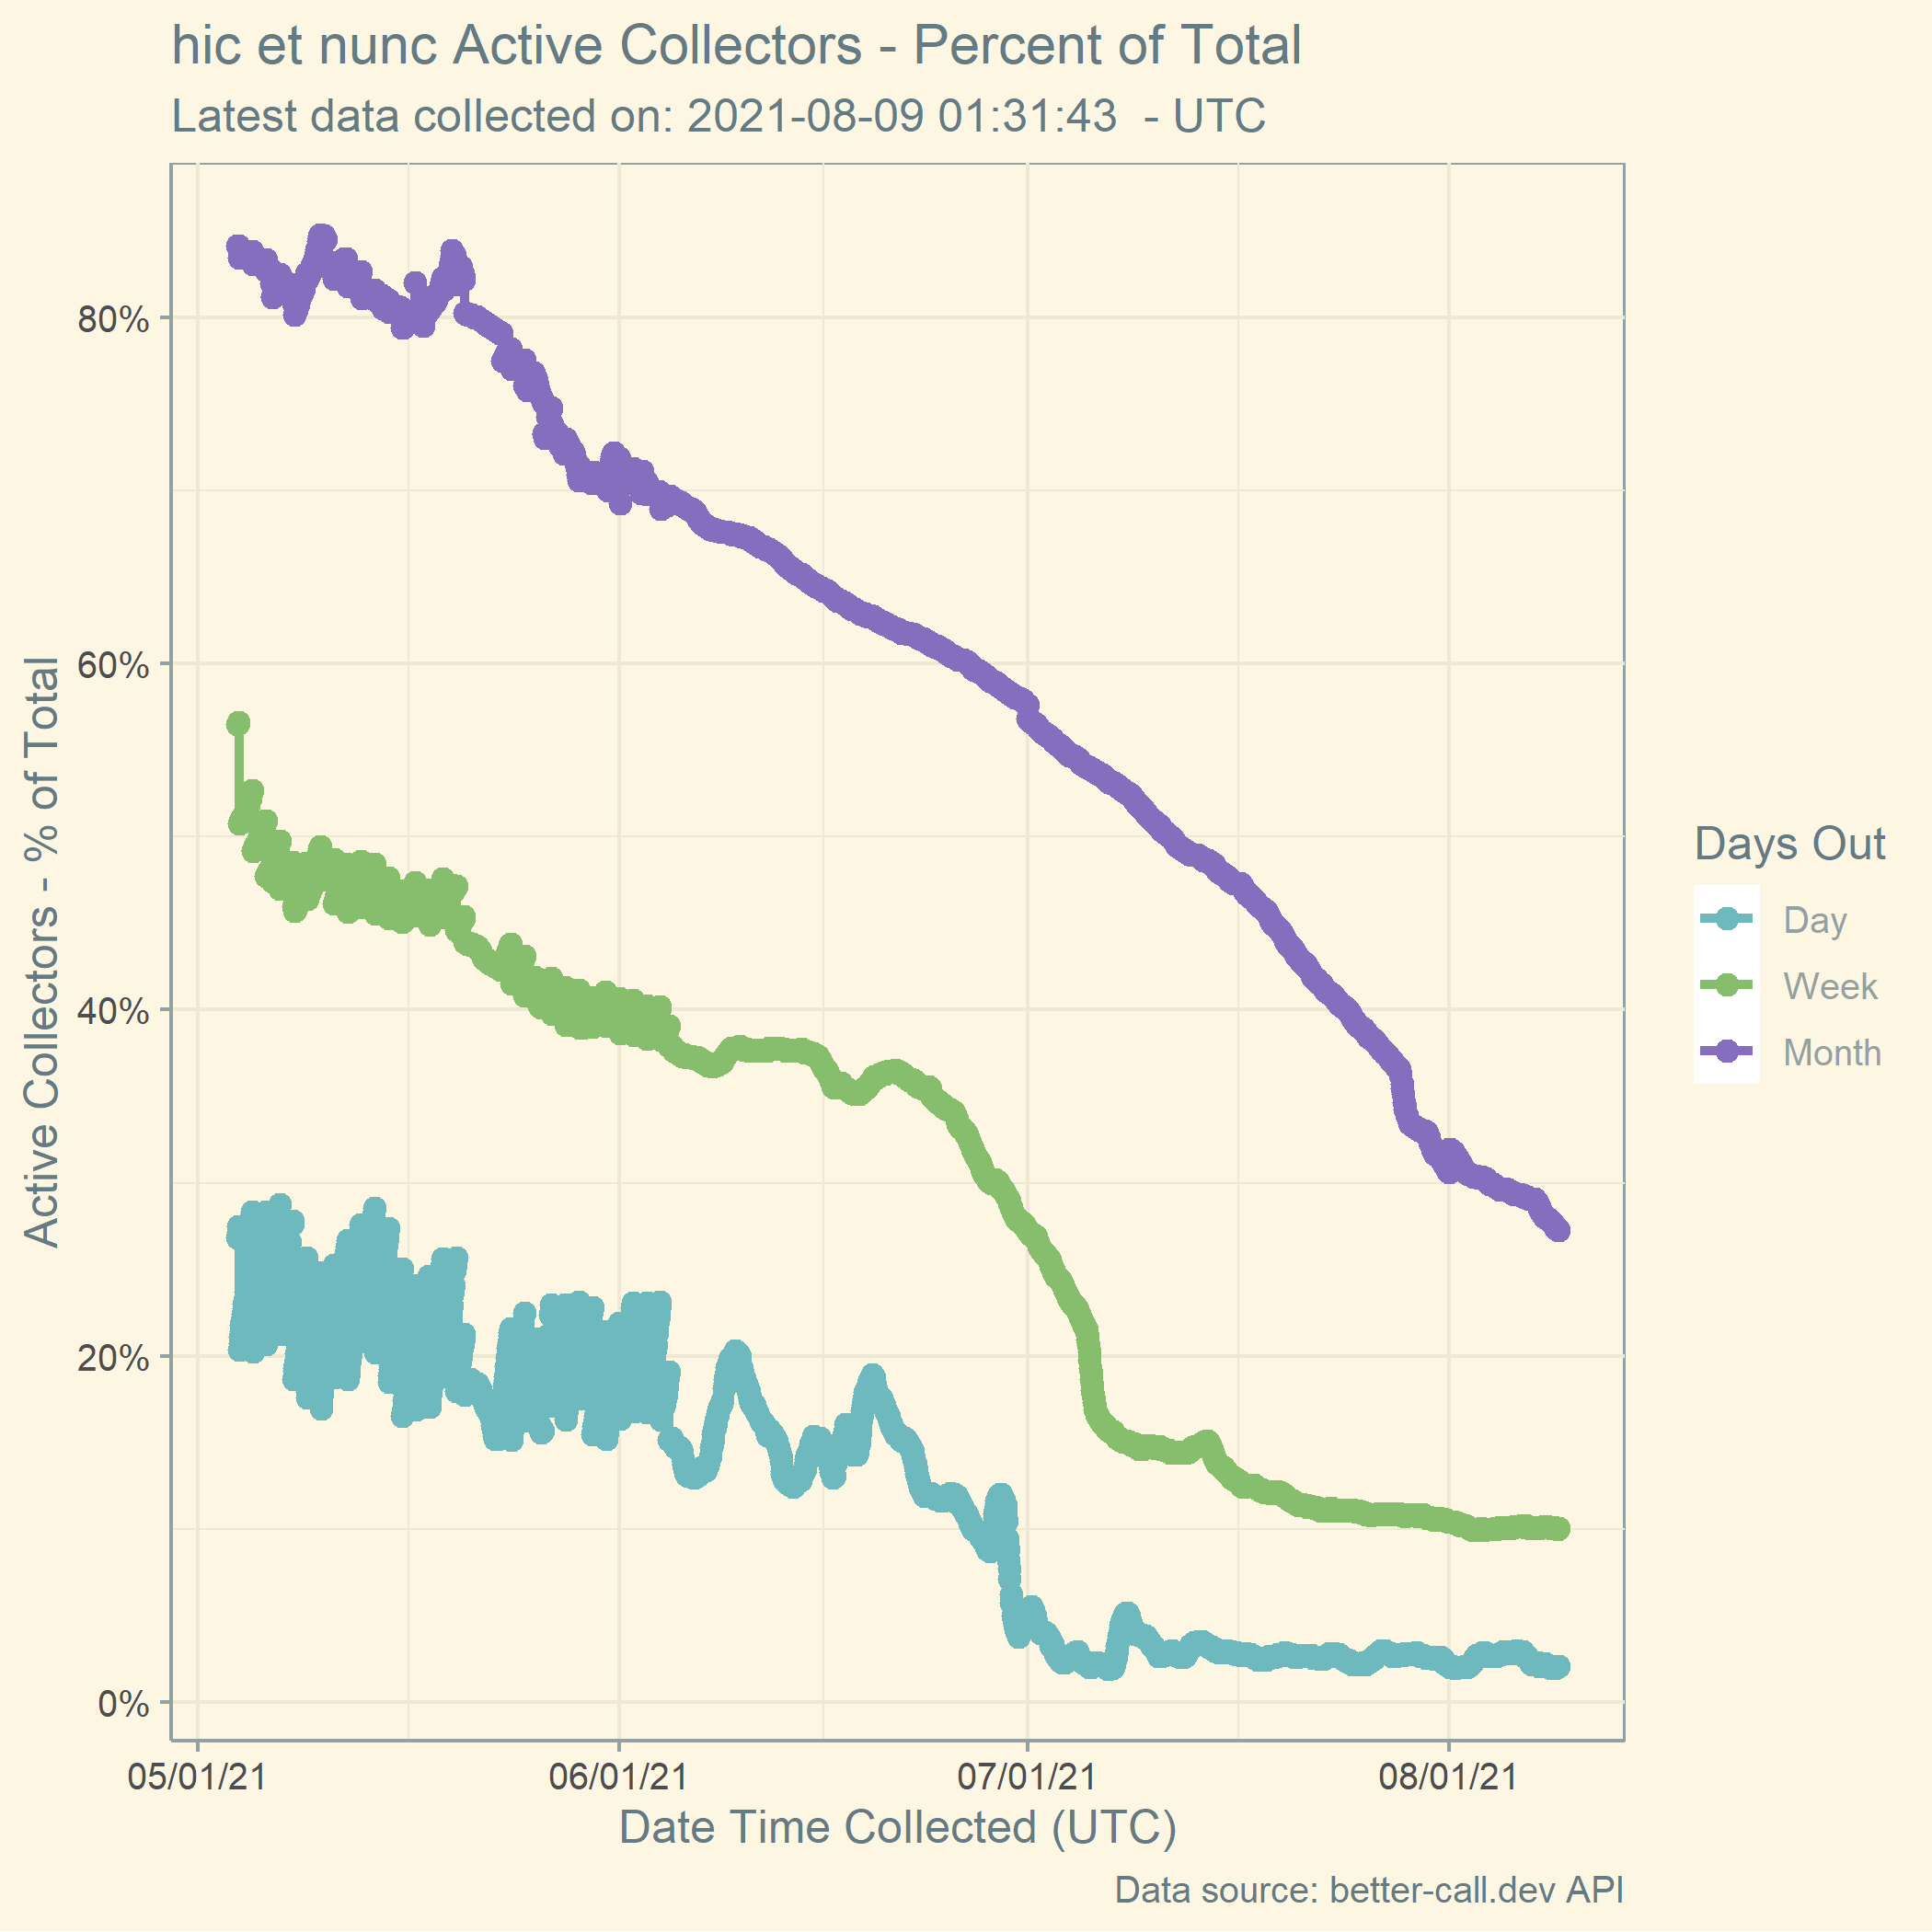 hic et nunc Active Collectors - Percent of Total
Latest data collected on: 2021-08-09 01:31:43  - UTC
Active Collectors - % of Total
80%
60%
40%
20%
0%
05/01/21
06/01/21
07/01/21
08/01/21
Date Time Collected (UTC)
Days Out
Day
Week
Month
Data source: better-call.dev API